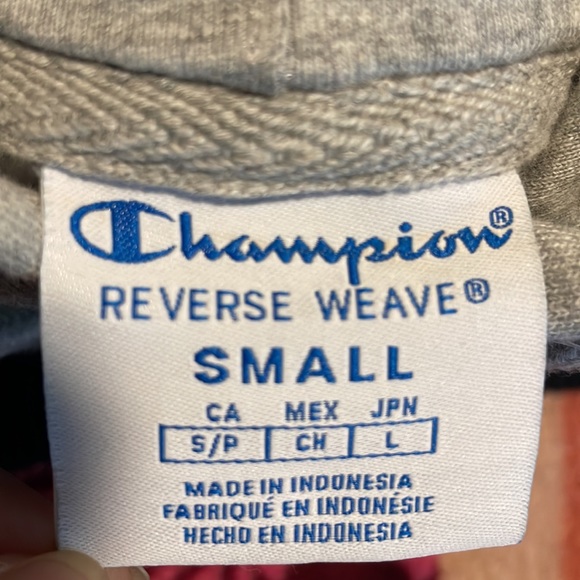 Champion®
REVERSE WEAVE®
SMALL
CA MEX JPN
S/P CH L
MADE IN INDONESIA
FABRIQUÉ EN INDONÉSIE
HECHO EN INDONESIA